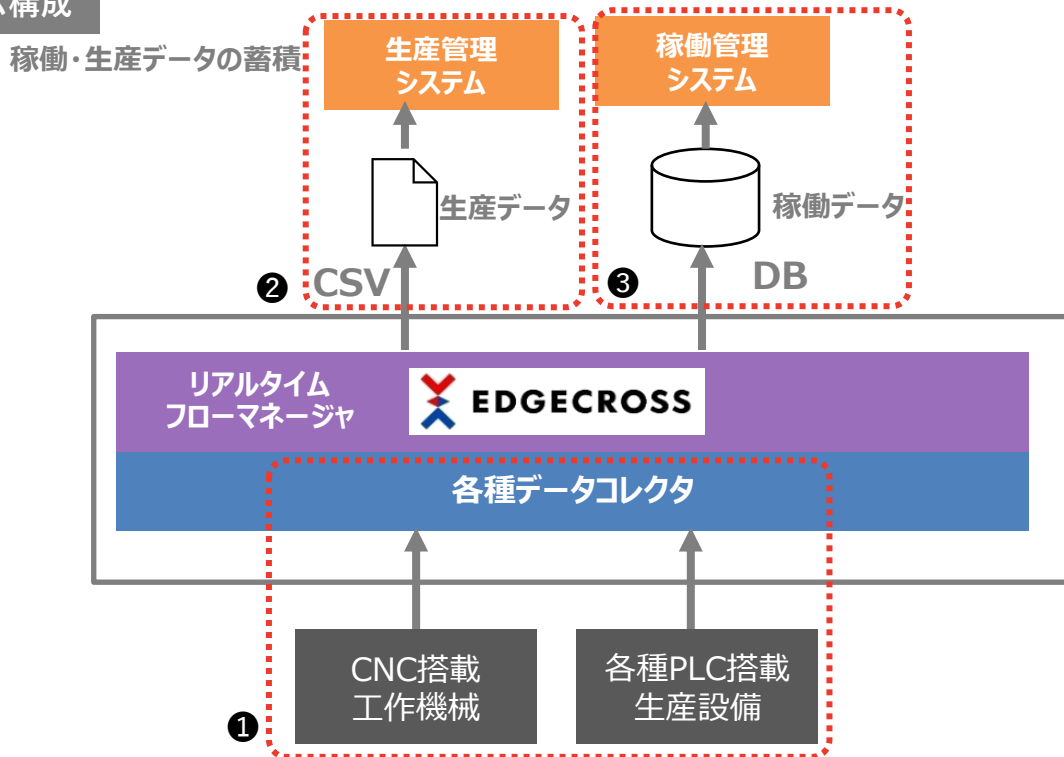 構成
稼働・生産データの蓄積
生産管理
システム
稼働管理
システム
生産データ
稼働データ
❷
CSV
❸
DB
リアルタイム
フローマネージャ
EDGECROSS
各種データコレクタ
CNC搭載
工作機械
各種PLC搭載
生産設備
❶